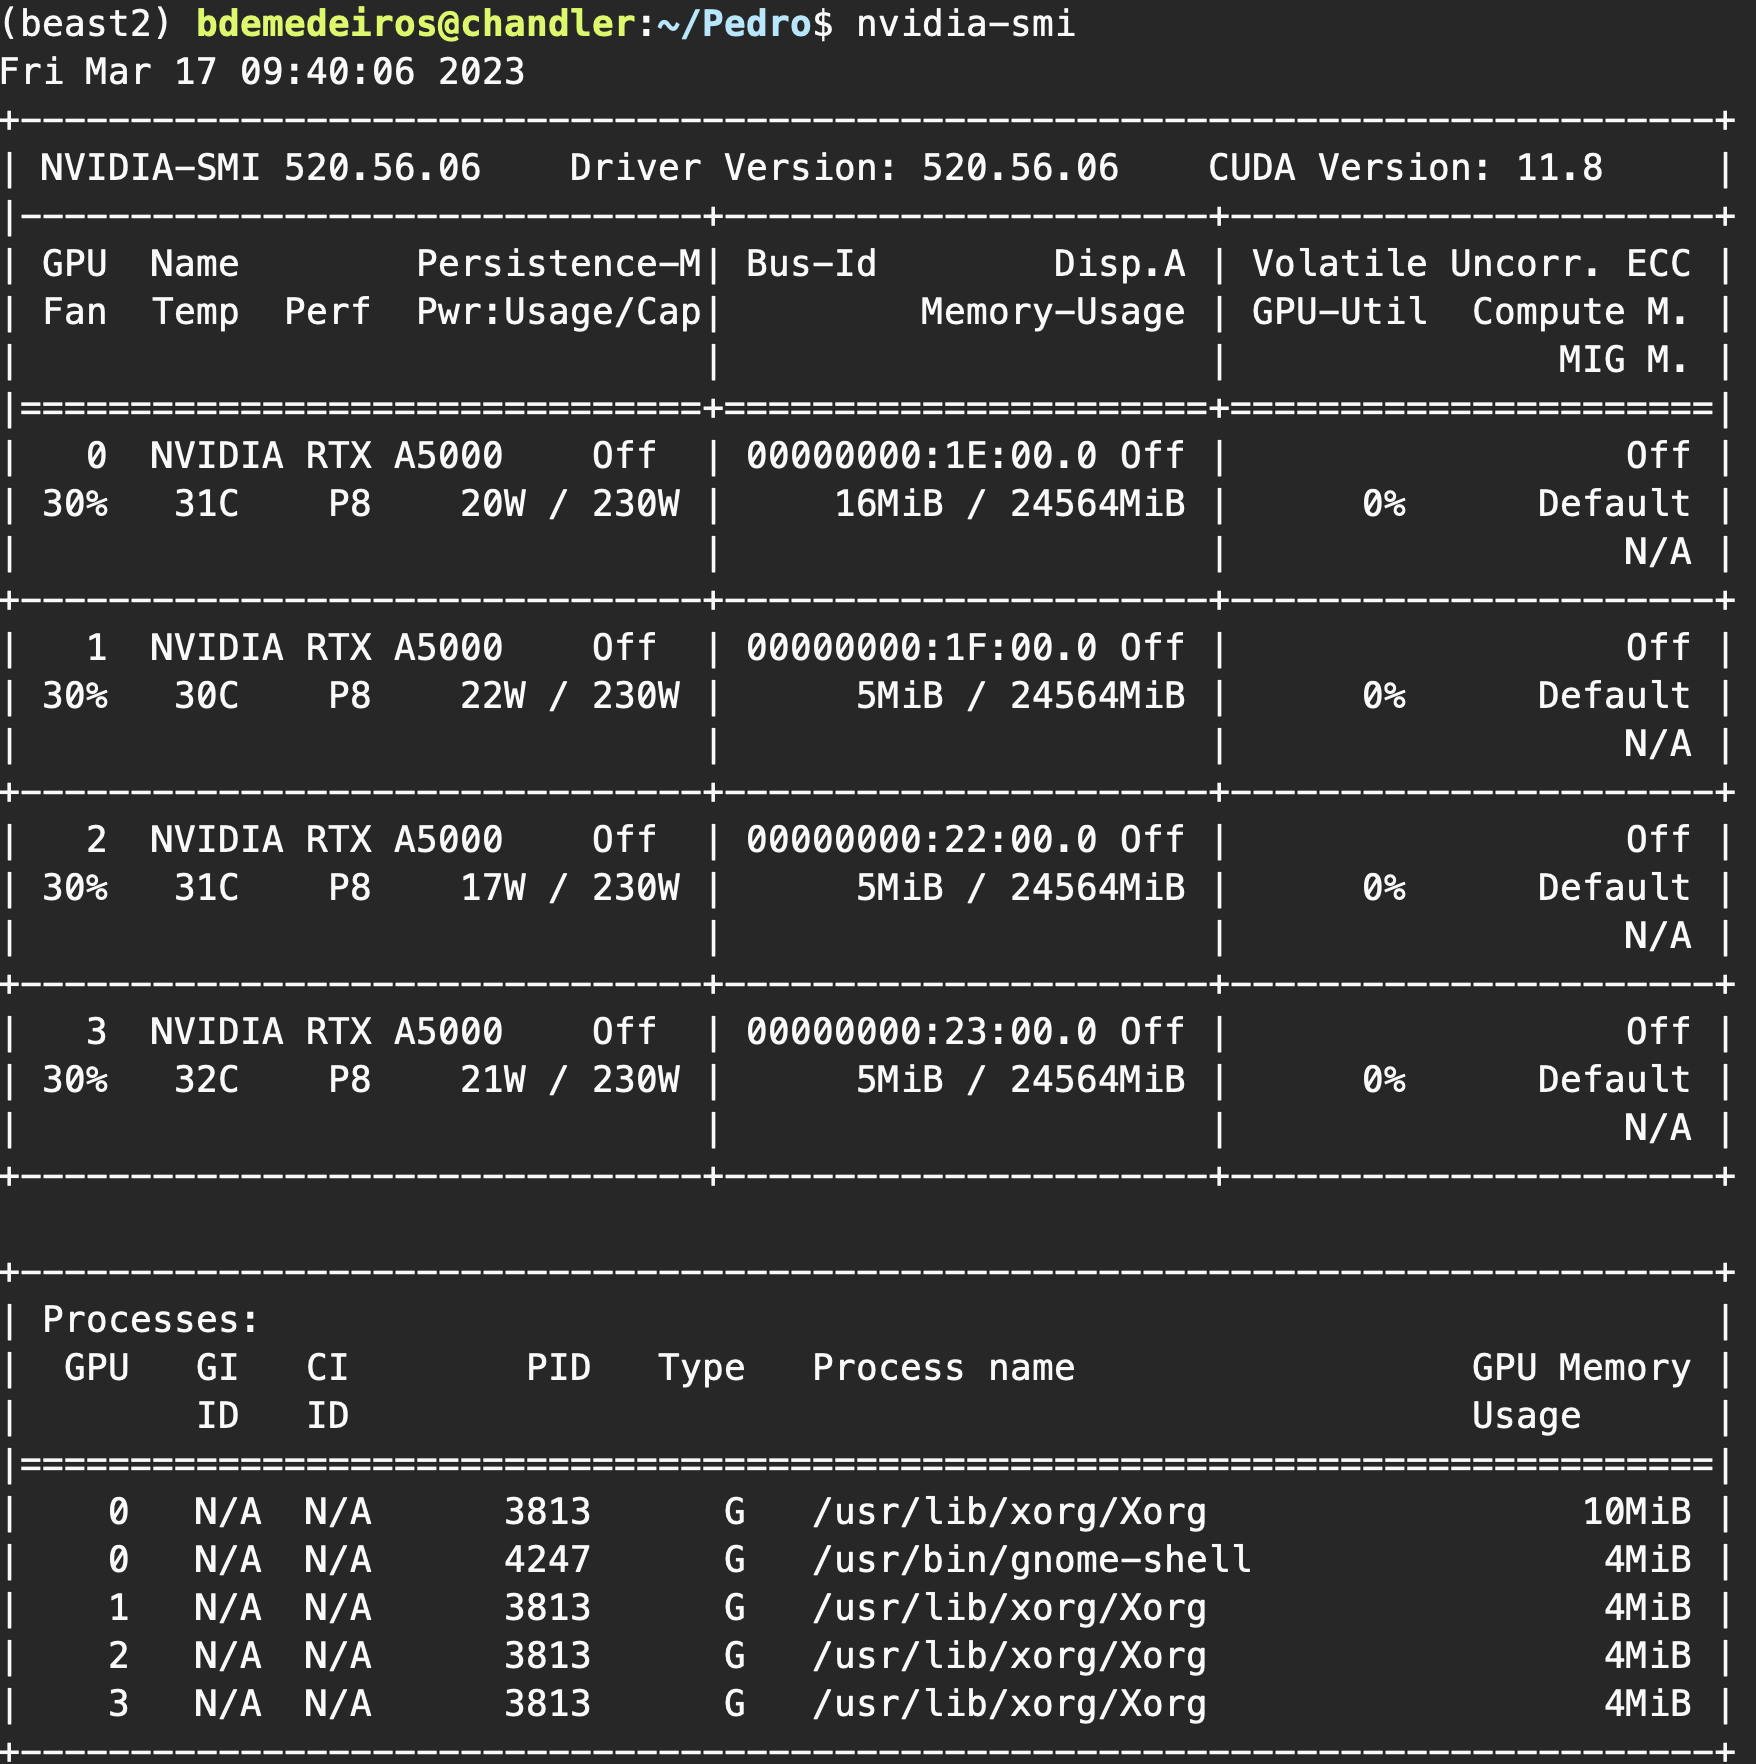 (beast2) bdemedeiros@chandler:~/Pedro$ nvidia-smi
Fri Mar 17 09:40:06 2023
+-----------------------------------------------------------------------------+
| NVIDIA-SMI 520.56.06    Driver Version: 520.56.06    CUDA Version: 11.8     |
|-------------------------------+----------------------+----------------------+
| GPU  Name        Persistence-M| Bus-Id        Disp.A | Volatile Uncorr. ECC |
| Fan  Temp  Perf  Pwr:Usage/Cap|         Memory-Usage | GPU-Util  Compute M. |
|                               |                      |               MIG M. |
|===============================+======================+======================|
|   0  NVIDIA RTX A5000    Off  | 00000000:1E:00.0 Off |                  Off |
| 30%   31C    P8    20W / 230W |     16MiB / 24564MiB |      0%      Default |
|                               |                      |                  N/A |
+-------------------------------+----------------------+----------------------+
|   1  NVIDIA RTX A5000    Off  | 00000000:1F:00.0 Off |                  Off |
| 30%   30C    P8    22W / 230W |      5MiB / 24564MiB |      0%      Default |
|                               |                      |                  N/A |
+-------------------------------+----------------------+----------------------+
|   2  NVIDIA RTX A5000    Off  | 00000000:22:00.0 Off |                  Off |
| 30%   31C    P8    17W / 230W |      5MiB / 24564MiB |      0%      Default |
|                               |                      |                  N/A |
+-------------------------------+----------------------+----------------------+
|   3  NVIDIA RTX A5000    Off  | 00000000:23:00.0 Off |                  Off |
| 30%   32C    P8    21W / 230W |      5MiB / 24564MiB |      0%      Default |
|                               |                      |                  N/A |
+-------------------------------+----------------------+----------------------+

+-----------------------------------------------------------------------------+
| Processes:                                                                  |
|  GPU   GI   CI        PID   Type   Process name                  GPU Memory |
|        ID   ID                                                   Usage      |
|=============================================================================|
|    0   N/A  N/A      3813      G   /usr/lib/xorg/Xorg                 10MiB |
|    0   N/A  N/A      4247      G   /usr/bin/gnome-shell                4MiB |
|    1   N/A  N/A      3813      G   /usr/lib/xorg/Xorg                  4MiB |
|    2   N/A  N/A      3813      G   /usr/lib/xorg/Xorg                  4MiB |
|    3   N/A  N/A      3813      G   /usr/lib/xorg/Xorg                  4MiB |
+-----------------------------------------------------------------------------+